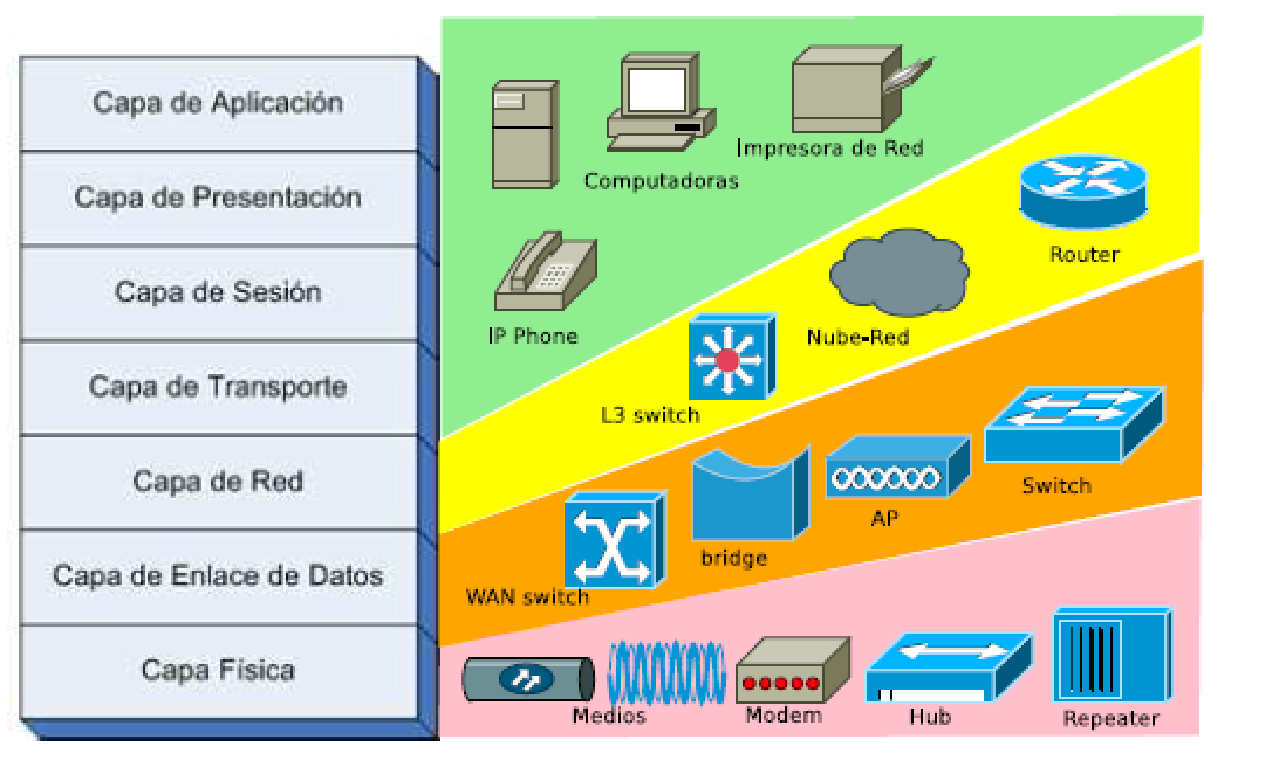 Capa de Aplicación
Capa de Presentación
Capa de Sesión
Capa de Transporte
Capa de Red
Capa de Enlace de Datos
Capa Física
Impresora de Red
Computadoras
IP Phone
Router
Nube-Red
L3 switch
Switch
AP
bridge
WAN switch
Medios
Modem
Hub
Repeater